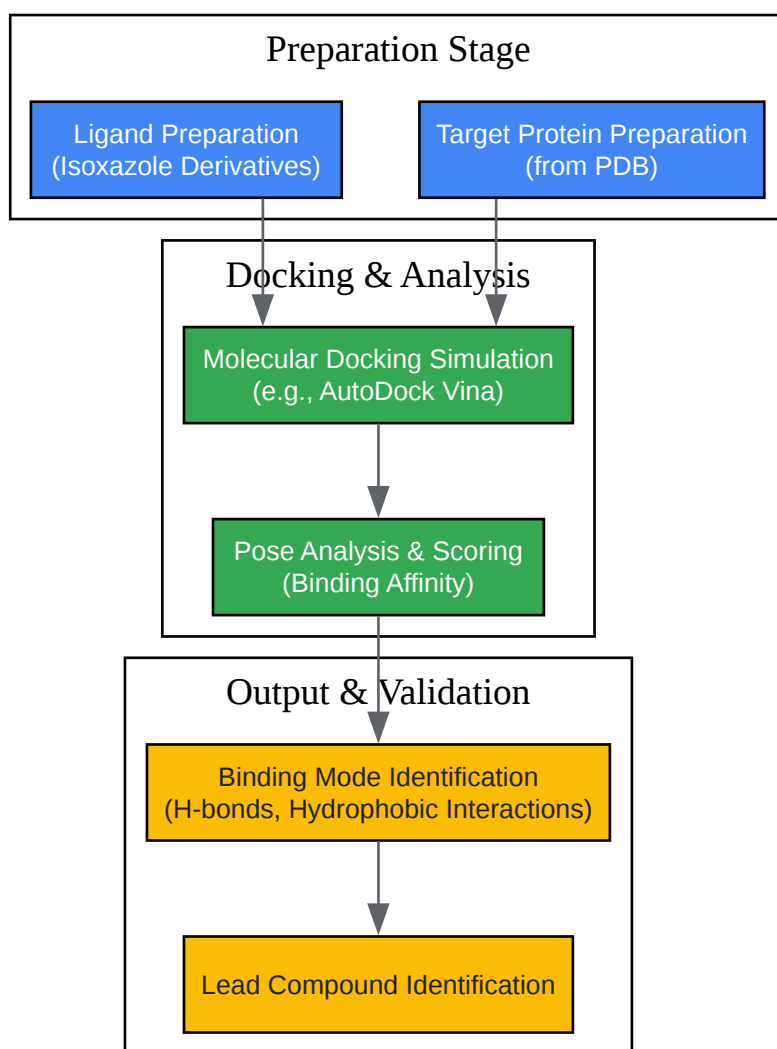 Preparation Stage
Ligand Preparation
(Isoxazole Derivatives)
Target Protein Preparation
(from PDB)
Docking & Analysis
Molecular Docking Simulation
(e.g., AutoDock Vina)
Pose Analysis & Scoring
(Binding Affinity)
Output & Validation
Binding Mode Identification
(H-bonds, Hydrophobic Interactions)
Lead Compound Identification